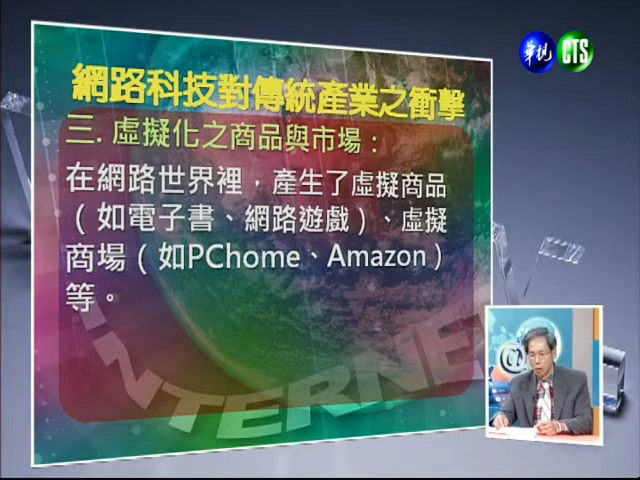 華視 CTS
網路科技對傳統產業之衝擊
三. 虛擬化之商品與市場：
在網路世界裡，產生了虛擬商品
（如電子書、網路遊戲）、虛擬
商場（如PChome、Amazon）
等。
INTERNET
@